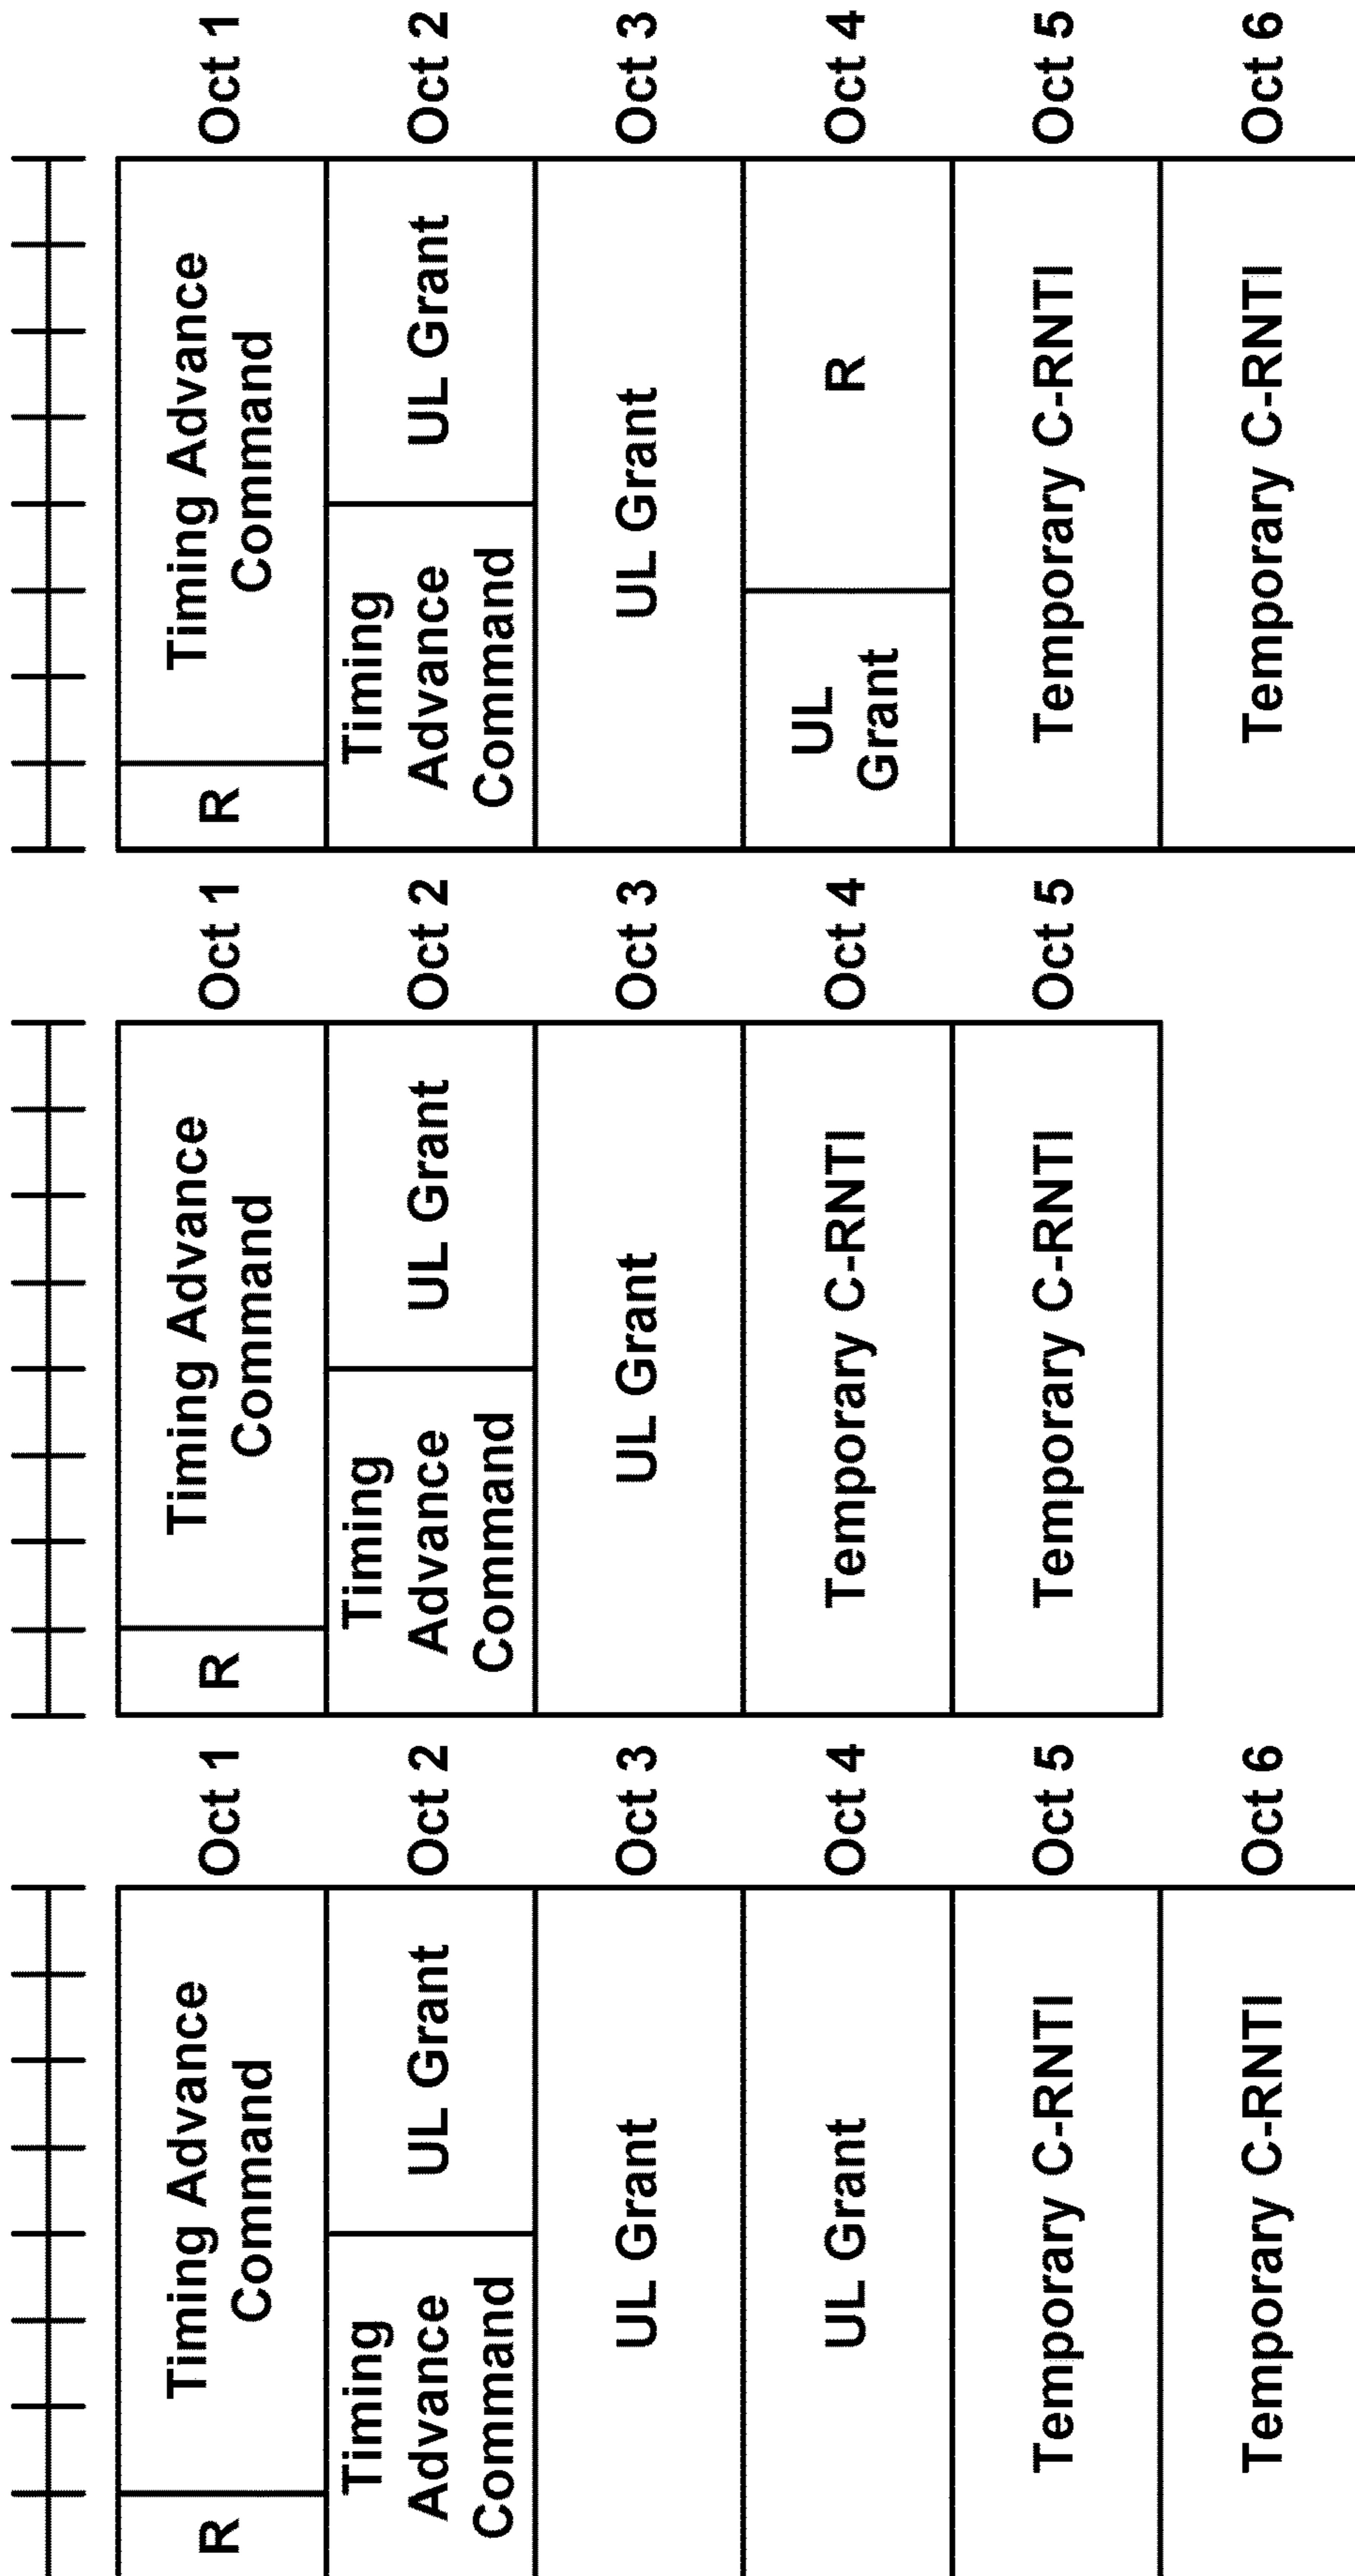 R
Timing Advance
Command
Oct 1
Timing
Advance
Command
UL Grant
Oct 2
UL Grant
Oct 3
UL Grant
Oct 4
Temporary C-RNTI
Oct 5
Temporary C-RNTI
Oct 6
R
Timing Advance
Command
Oct 1
Timing
Advance
Command
UL Grant
Oct 2
UL Grant
Oct 3
Temporary C-RNTI
Oct 4
Temporary C-RNTI
Oct 5
R
Timing Advance
Command
Oct 1
Timing
Advance
Command
UL Grant
Oct 2
UL Grant
Oct 3
UL
Grant
R
Oct 4
Temporary C-RNTI
Oct 5
Temporary C-RNTI
Oct 6